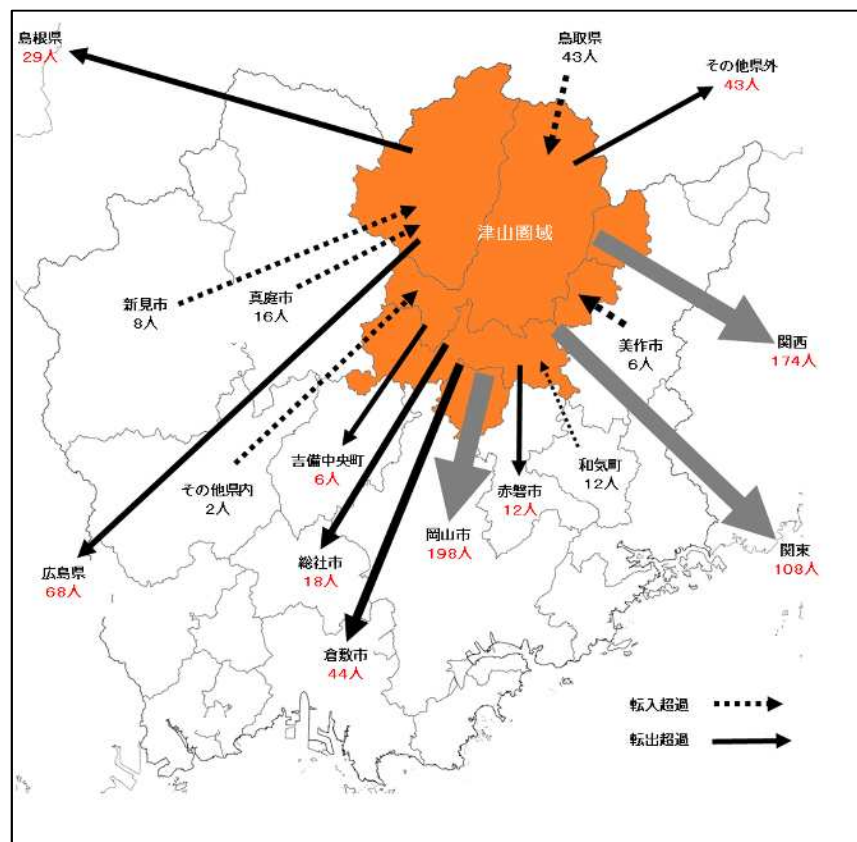 島根県
29人
鳥取県
43人
その他県外
43人
津山圏域
新見市
8人
真庭市
16人
美作市
6人
関西
174人
吉備中央町
6人
その他県内
2人
赤磐市
12人
和気町
12人
岡山市
198人
関東
108人
広島県
68人
総社市
18人
倉敷市
44人
転入超過
転出超過